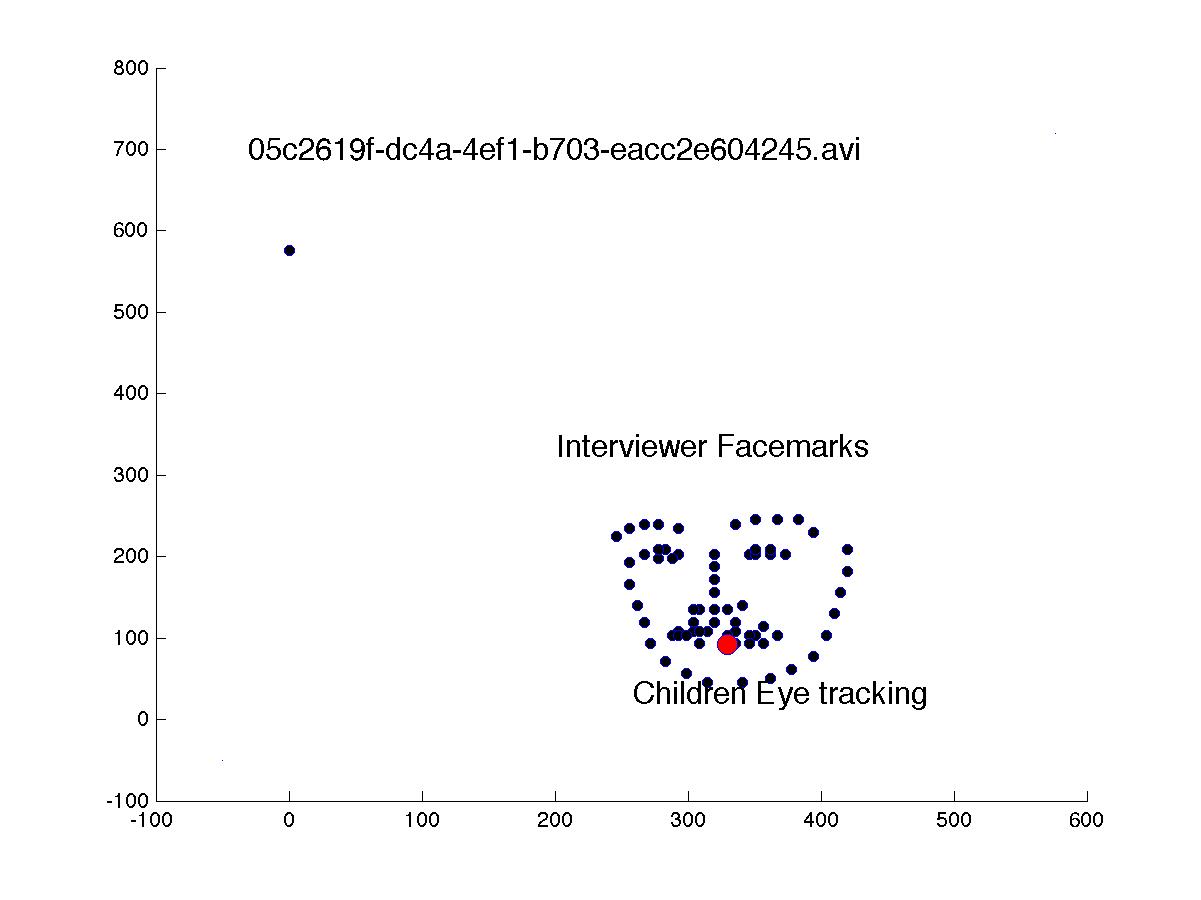 800
700
05c2619f-dc4a-4ef1-b703-eacc2e604245.avi
600
500
400
Interviewer Facemarks
300
200
100
Children Eye tracking
0
-100
-100 0 100 200 300 400 500 600